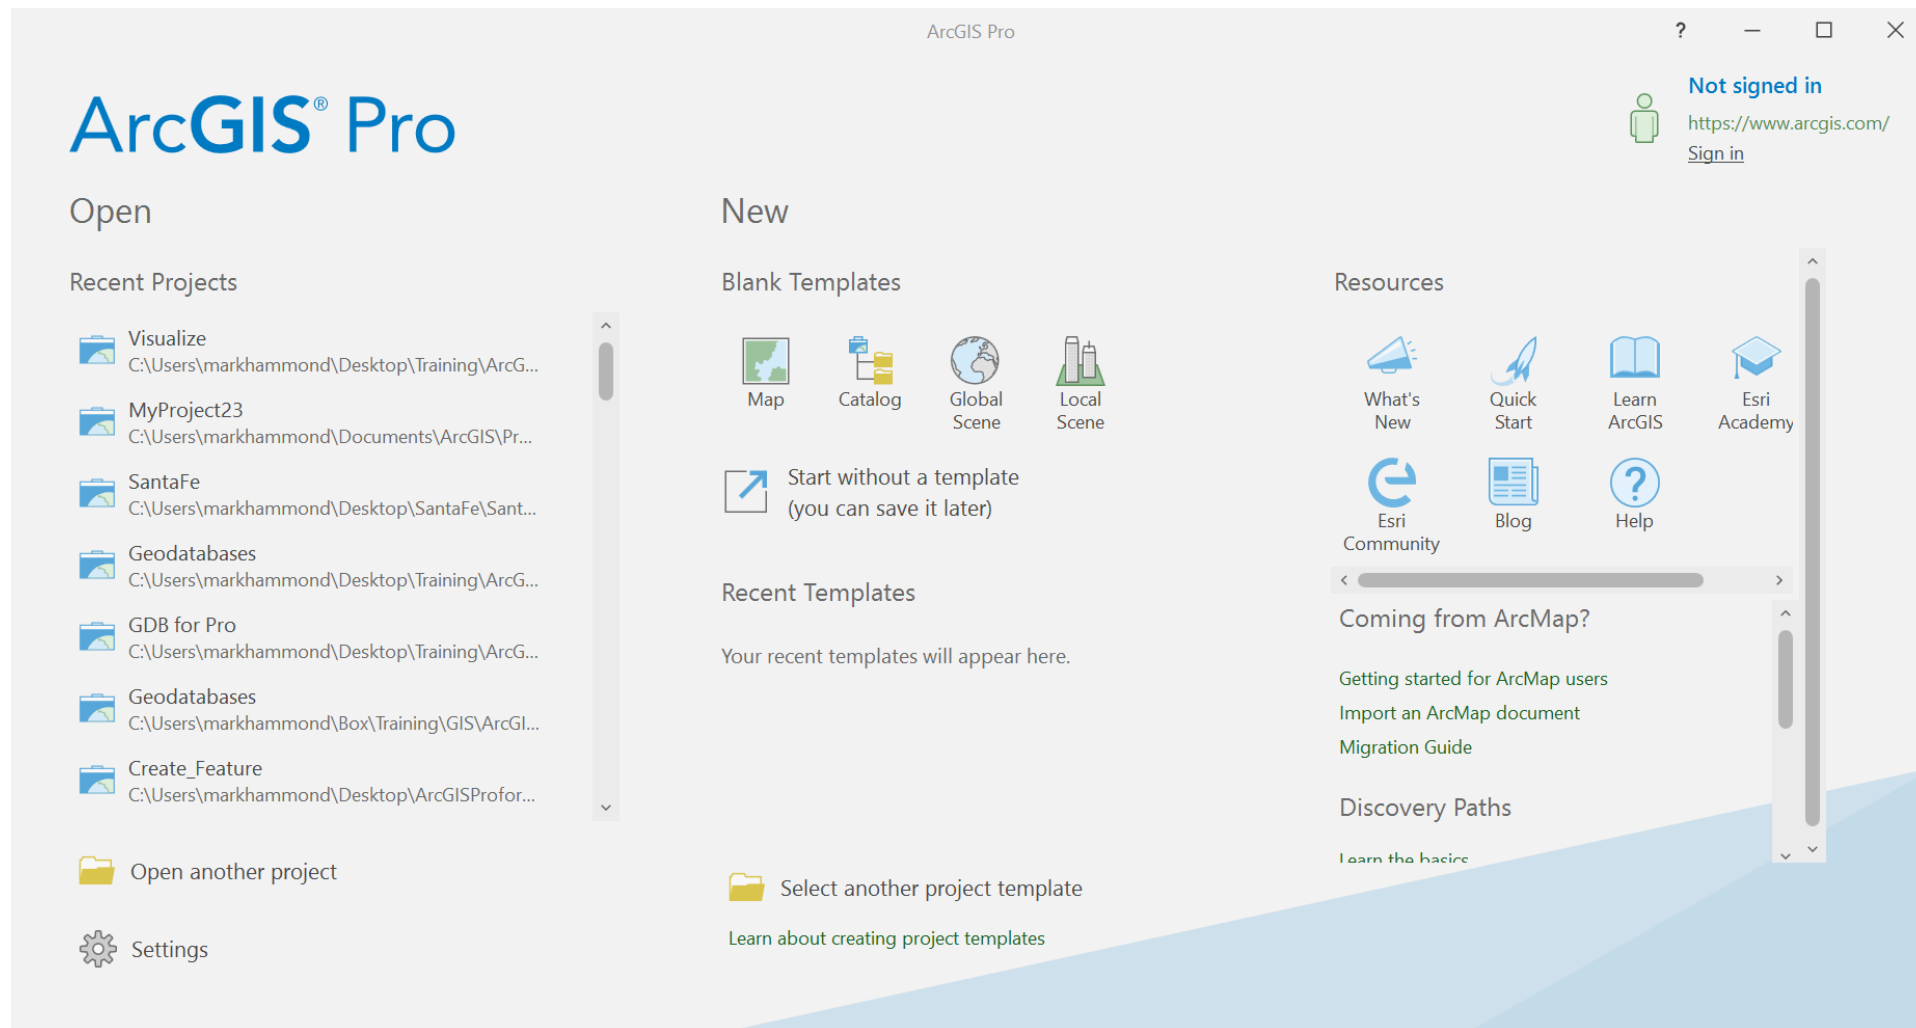 ArcGIS Pro
?
ArcGIS® Pro
Not signed in
https://www.arcgis.com/
Sign in
Open
Recent Projects
Visualize
C:\Users\markhammond\Desktop\Training\ArcG...
MyProject23
C:\Users\markhammond\Documents\ArcGIS\Pr...
SantaFe
C:\Users\markhammond\Desktop\SantaFe\Sant...
Geodatabases
C:\Users\markhammond\Desktop\Training\ArcG...
GDB for Pro
C:\Users\markhammond\Desktop\Training\ArcG...
Geodatabases
C:\Users\markhammond\Box\Training\GIS\ArcGI...
Create_Feature
C:\Users\markhammond\Desktop\ArcGISProfor...
Open another project
Settings
New
Blank Templates
Map
Catalog
Global
Scene
Local
Scene
Start without a template
(you can save it later)
Recent Templates
Your recent templates will appear here.
Select another project template
Learn about creating project templates
Resources
What's
New
Quick
Start
Learn
ArcGIS
Esri
Academy
Esri
Community
Blog
Help
Coming from ArcMap?
Getting started for ArcMap users
Import an ArcMap document
Migration Guide
Discovery Paths
Learn the basics